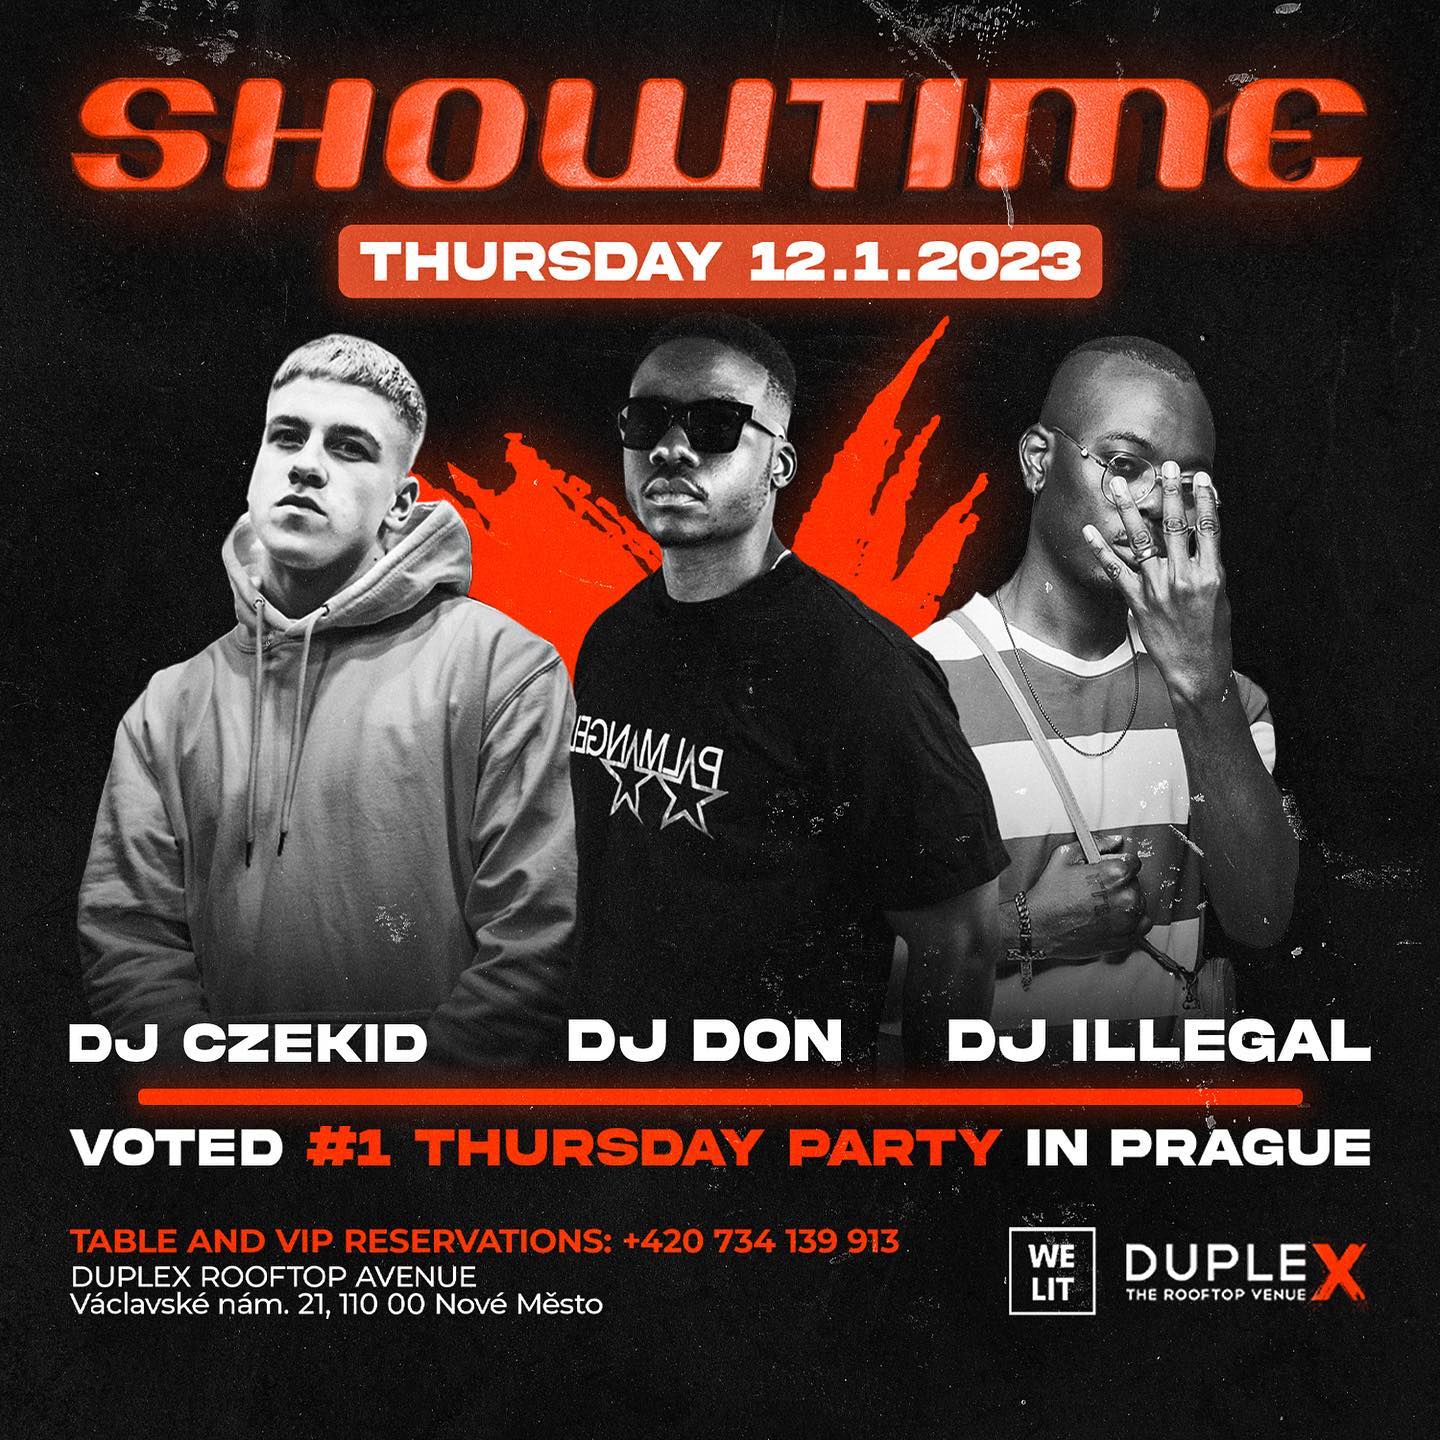 SHOWTIME
THURSDAY 12.1.2023
PALMANGEL
DJ CZEKID DJ DON DJ ILLEGAL
VOTED #1 THURSDAY PARTY IN PRAGUE
TABLE AND VIP RESERVATIONS: +420 734 139 913
DUPLEX ROOFTOP AVENUE
Václavské nám. 21, 110 00 Nové Město
WE
LIT
DUPLEX
THE ROOFTOP VENUE